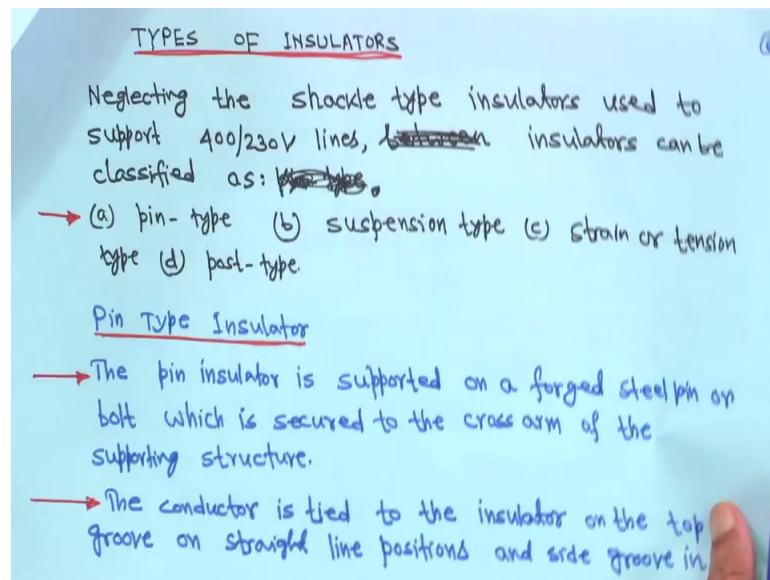 TYPES OF INSULATORS
Neglecting the shackle type insulators used to
support 400/230V lines, insulators can be
classified as:
(a) pin-type (b) suspension type (c) strain or tension
type (d) post-type.
Pin Type Insulator
The pin insulator is supported on a forged steel pin or
bolt which is secured to the cross arm of the
supporting structure.
The conductor is tied to the insulator on the top
groove on straight line positions and side groove in